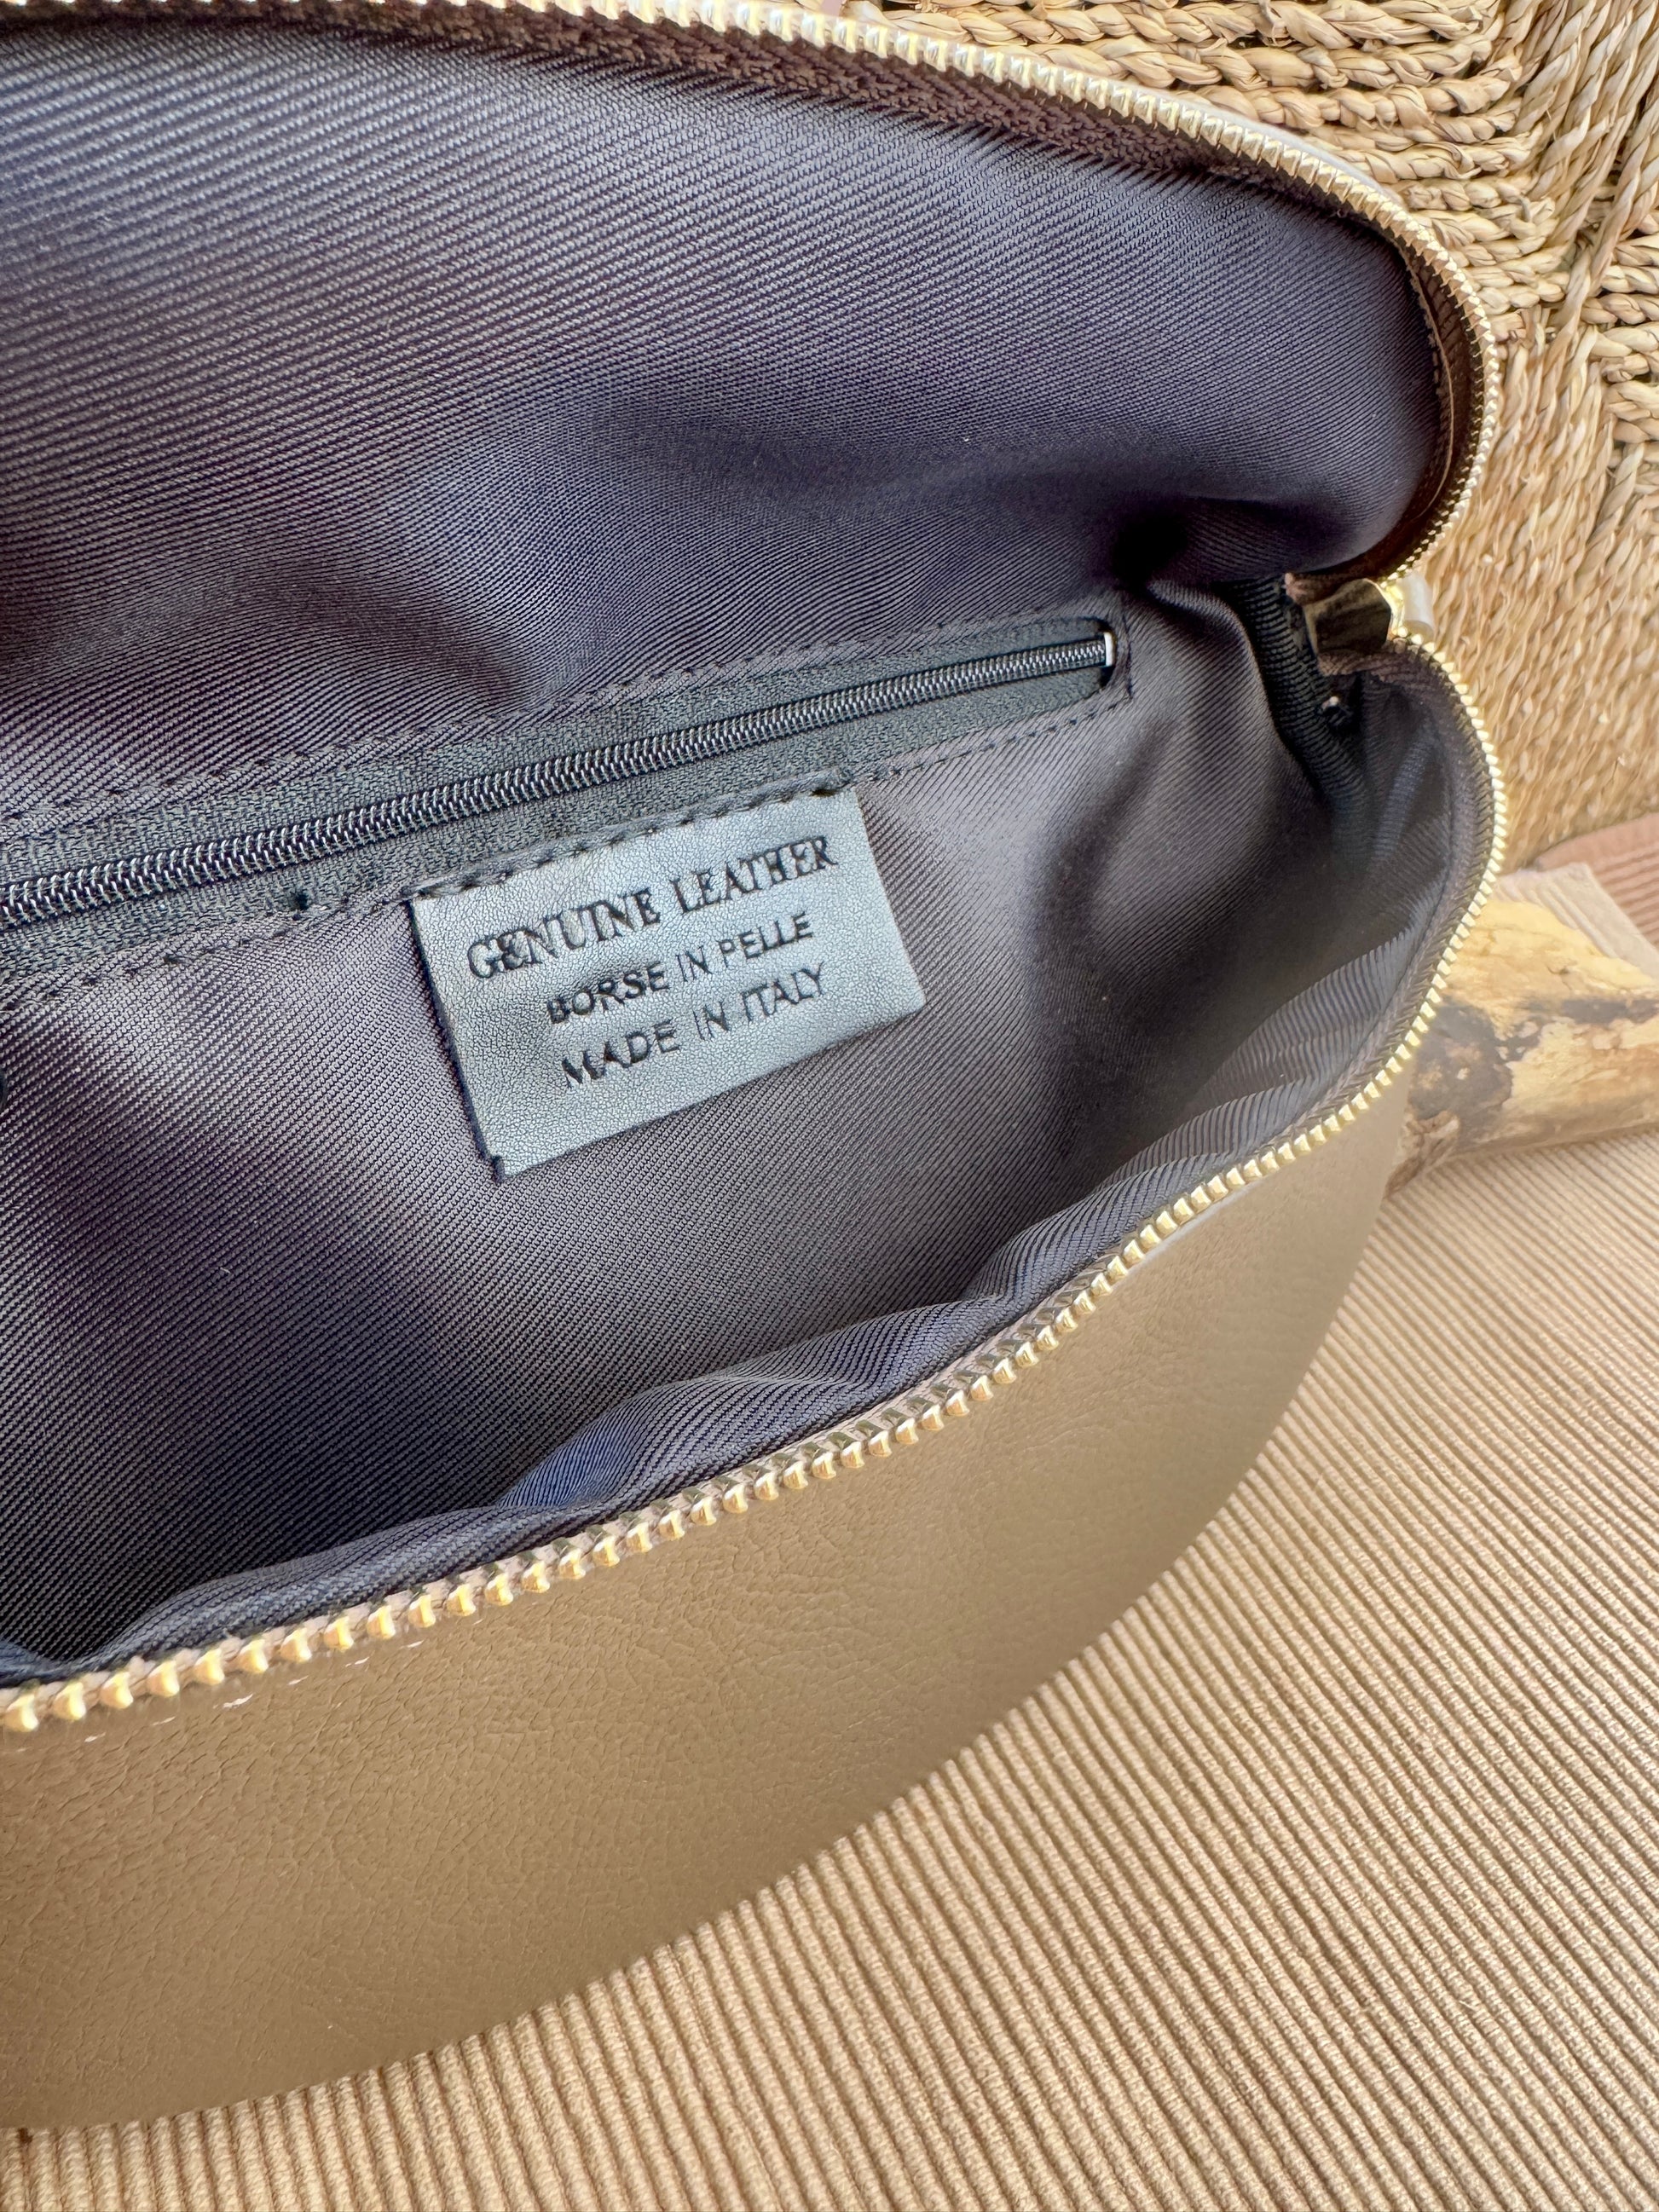 GENUINE LEATHER
BORSE IN PELLE
MADE IN ITALY